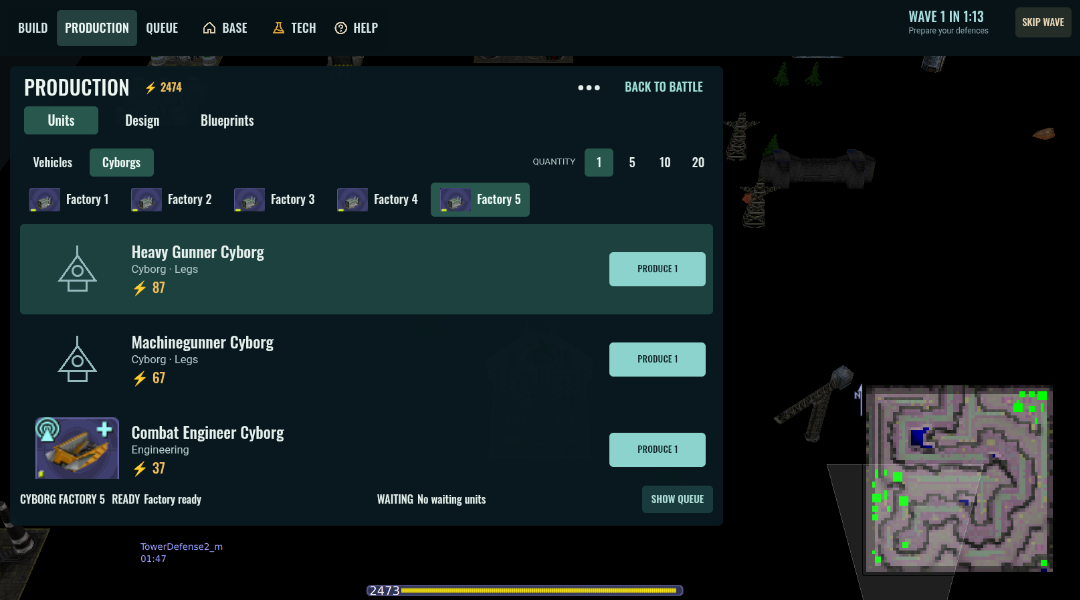 BUILD PRODUCTION QUEUE BASE TECH HELP
WAVE 1 IN 1:13
Prepare your defences
SKIP WAVE
PRODUCTION 2474
BACK TO BATTLE
Units Design Blueprints
Vehicles Cyborgs
QUANTITY 1 5 10 20
Factory 1 Factory 2 Factory 3 Factory 4 Factory 5
Heavy Gunner Cyborg
Cyborg · Legs
87
PRODUCE 1
Machinegunner Cyborg
Cyborg · Legs
67
PRODUCE 1
Combat Engineer Cyborg
Engineering
37
PRODUCE 1
CYBORG FACTORY 5 READY Factory ready
WAITING No waiting units
SHOW QUEUE
N
TowerDefense2_m
01:47
2473